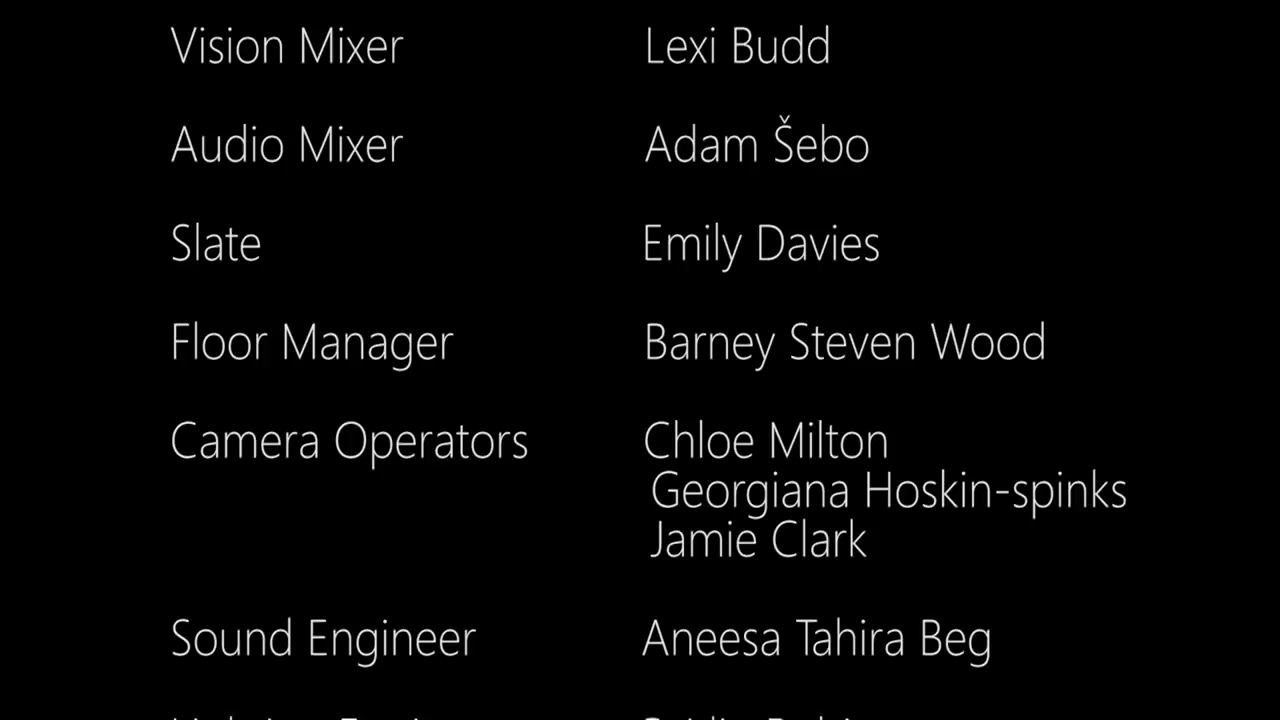 Vision Mixer Lexi Budd
Audio Mixer Adam Šebo
Slate Emily Davies
Floor Manager Barney Steven Wood
Camera Operators Chloe Milton
Georgiana Hoskin-spinks
Jamie Clark
Sound Engineer Aneesa Tahira Beg